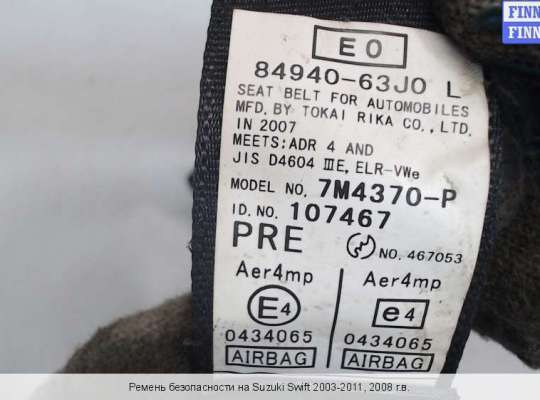 FINN
FINN
E0
84940-63J0 L
SEAT BELT FOR AUTOMOBILES
MFD. BY TOKAI RIKA CO., LTD.
IN 2007
MEETS:ADR 4 AND
JIS D4604 ⅢE, ELR-VWe
MODEL NO. 7M4370-P
ID. NO. 107467
PRE NO. 467053
Aer4mp Aer4mp
E4 e4
0434065 0434065
AIRBAG AIRBAG
Ремень безопасности на Suzuki Swift 2003-2011, 2008 г.в.